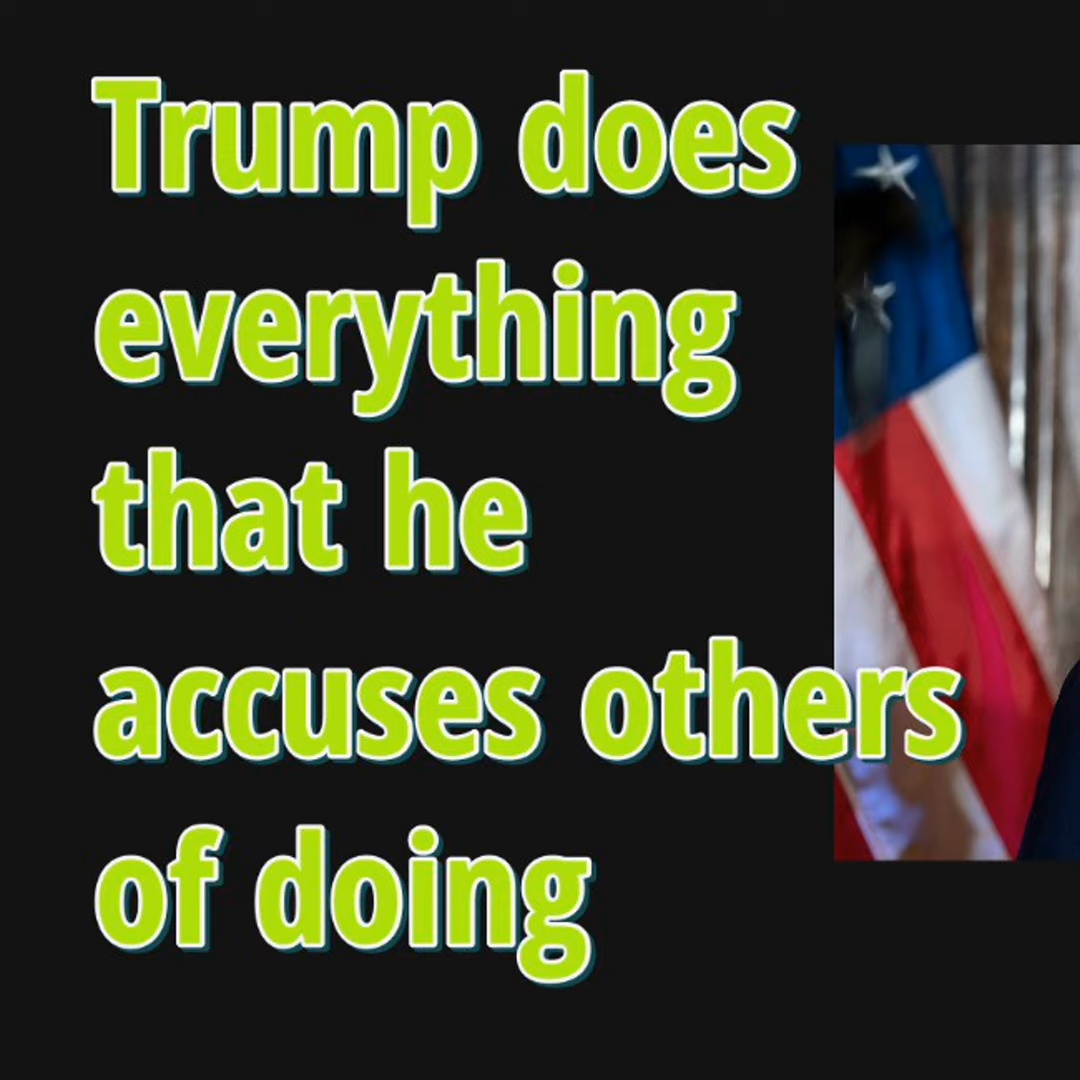 Trump does
everything
that he
accuses others
of doing